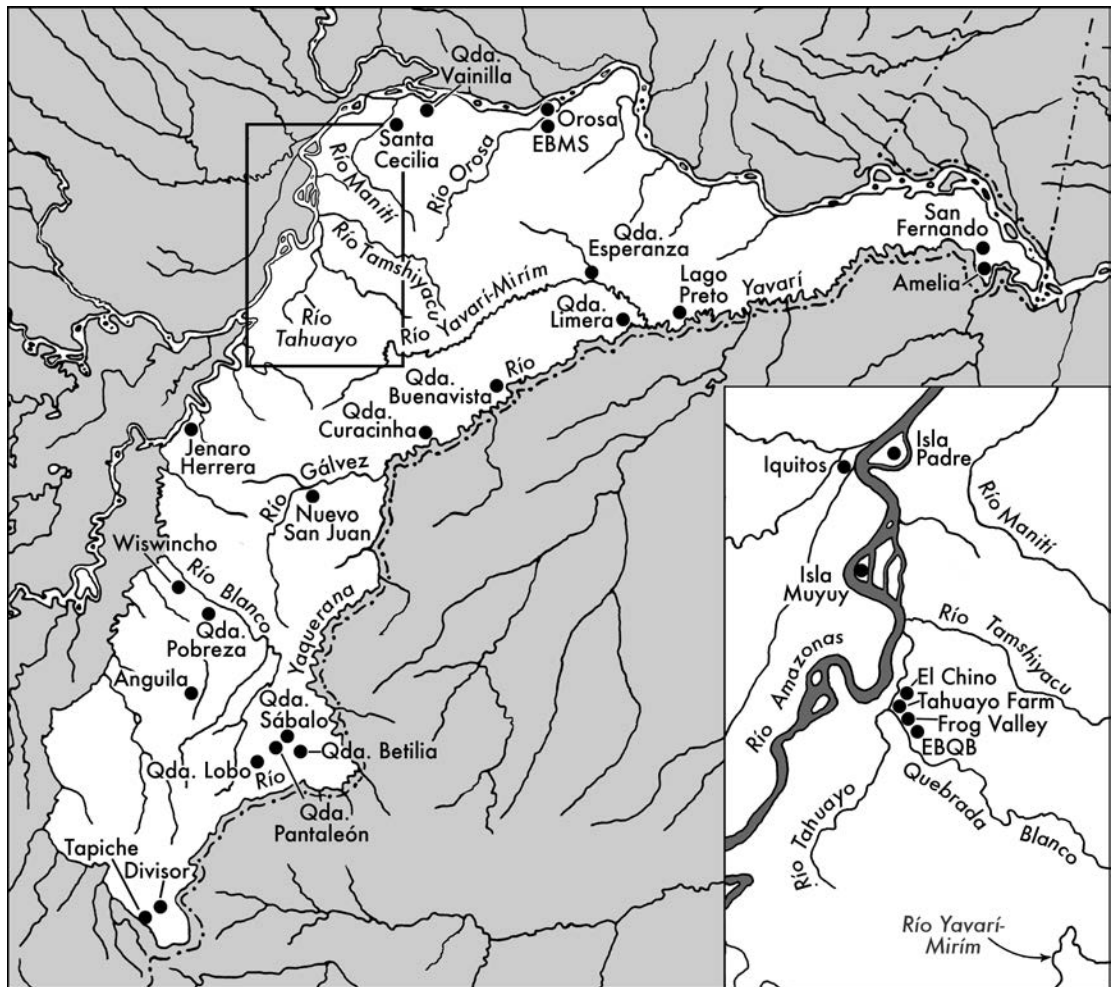 Qda.
Vainilla
Santa
Cecilia
Orosa
EBMS
Río Manití
Río Orosa
Río Tamshiyacu
Río
Tahuayo
Río Yavarí-Mirím
Qda.
Esperanza
San
Fernando
Amelia
Lago
Preto
Yavarí
Qda.
Limera
Río
Qda.
Buenavista
Qda.
Curacinha
Jenaro
Herrera
Río Gálvez
Nuevo
San Juan
Wiswincho
Río Blanco
Qda.
Pobreza
Yaquerana
Anguila
Qda.
Sábalo
Qda. Betilia
Qda. Lobo
Río
Qda.
Pantaleón
Tapiche
Divisor
Isla
Padre
Iquitos
Río Manití
Isla
Muyuy
Río Tamshiyacu
Río Amazonas
El Chino
Tahuayo Farm
Frog Valley
EBQB
Quebrada Blanco
Río Tahuayo
Río Yavarí-
Mirím